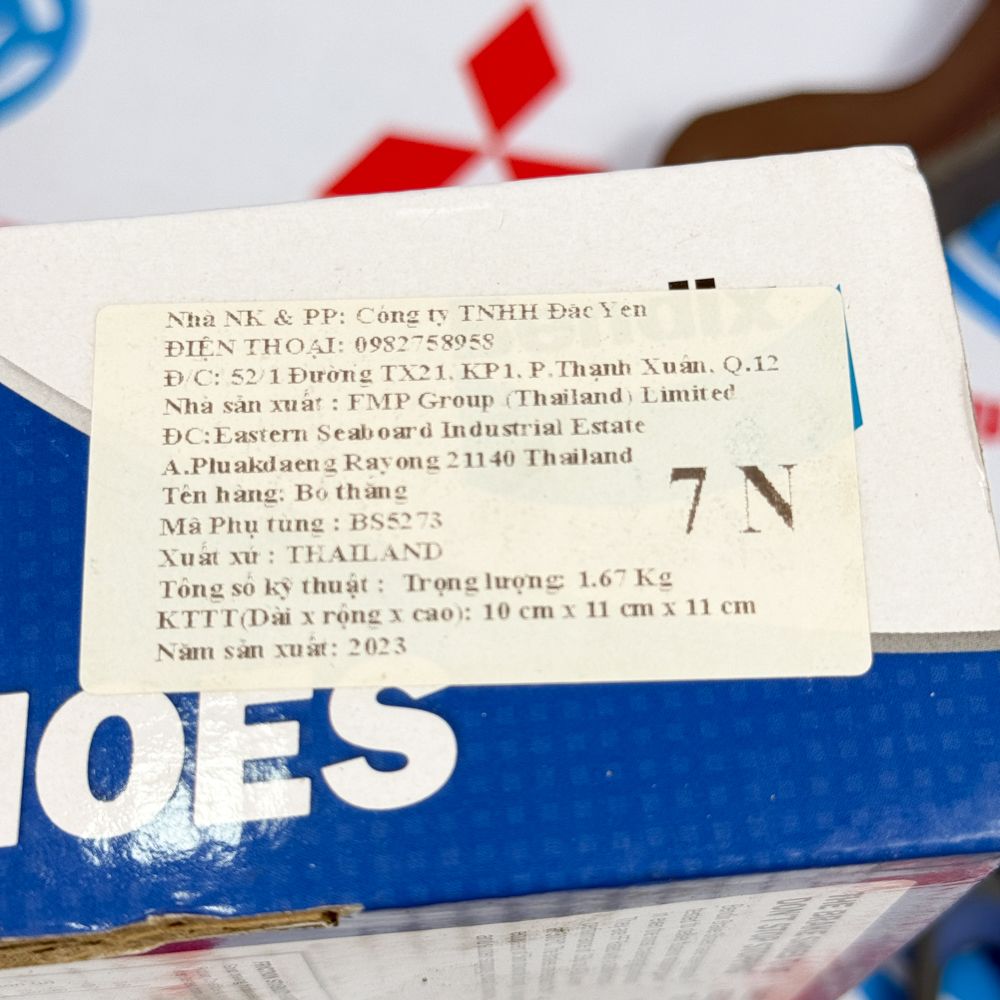 Nhà NK & PP: Công ty TNHH Đăc Yên
ĐIỆN THOẠI: 0982758958
Đ/C: 52/1 Đường TX21, KP1, P.Thạnh Xuân, Q.12
Nhà sản xuất : FMP Group (Thailand) Limited
ĐC:Eastern Seaboard Industrial Estate
A.Pluakdaeng Rayong 21140 Thailand
Tên hàng: Bố thắng
Mã Phụ tùng : BS5273
7 N
Xuất xứ : THAILAND
Tông số kỹ thuật : Trọng lượng: 1.67 Kg
KTTT(Dài x rộng x cao): 10 cm x 11 cm x 11 cm
Năm sản xuất: 2023
HOES